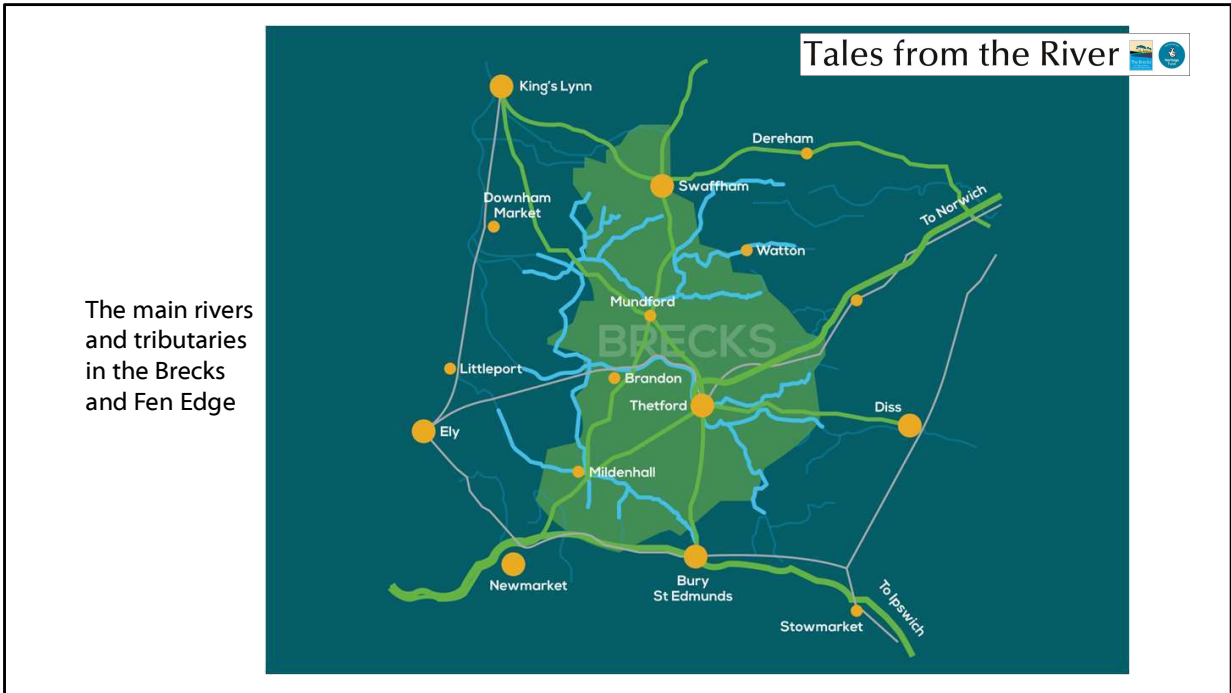 Tales from the River
King's Lynn
Dereham
Swaffham
Downham
Market
To Norwich
Watton
Mundford
The main rivers
and tributaries
in the Brecks
and Fen Edge
BRECKS
Littleport
Brandon
Thetford
Diss
Ely
Mildenhall
Newmarket
Bury
St Edmunds
To Ipswich
Stowmarket